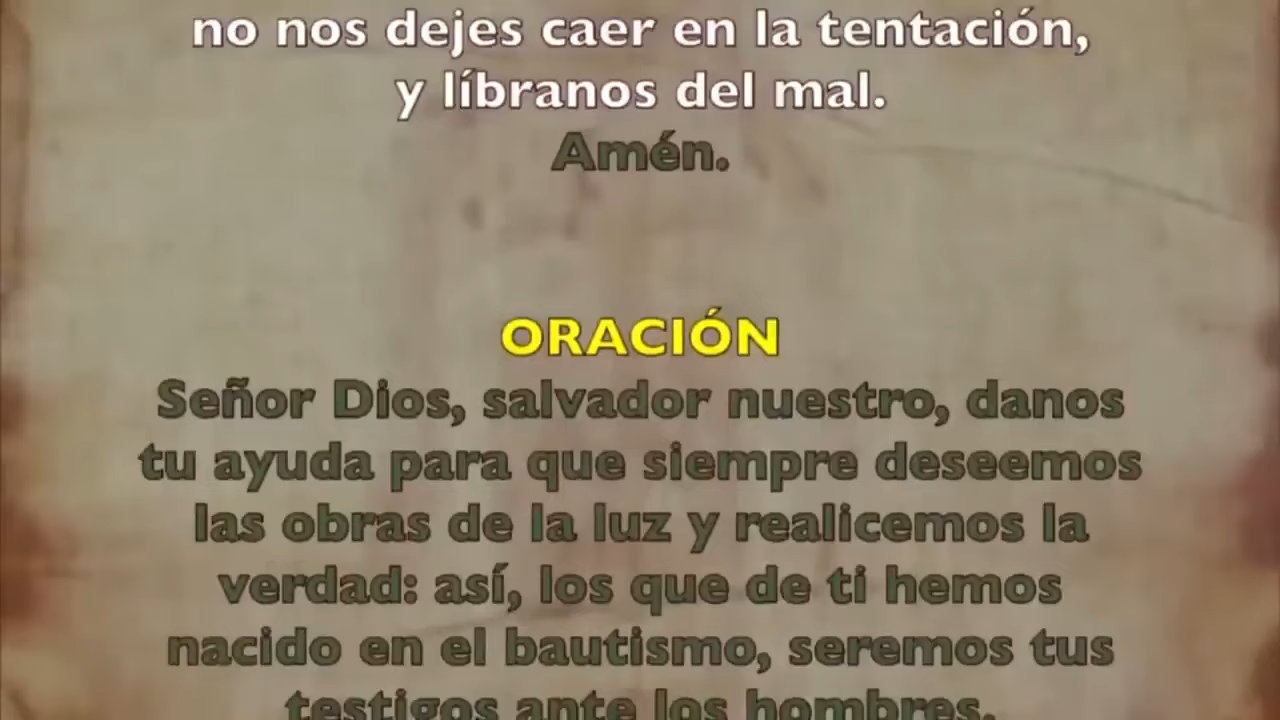 no nos dejes caer en la tentación,
y líbranos del mal.
Amén.
ORACIÓN
Señor Dios, salvador nuestro, danos
tu ayuda para que siempre deseemos
las obras de la luz y realicemos la
verdad: así, los que de ti hemos
nacido en el bautismo, seremos tus
testigos ante los hombres.